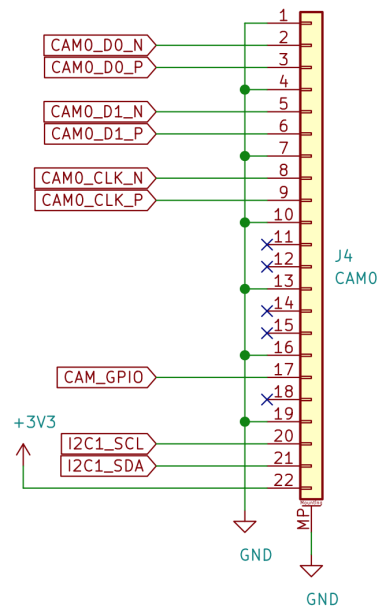 1
CAM0_D0_N 2
CAM0_D0_P 3
4
CAM0_D1_N 5
CAM0_D1_P 6
7
CAM0_CLK_N 8
CAM0_CLK_P 9
10
11
J4
12
CAM0
13
14
15
16
CAM_GPIO 17
18
19
+3V3
I2C1_SCL 20
I2C1_SDA 21
22
Mounting
MP
GND
GND